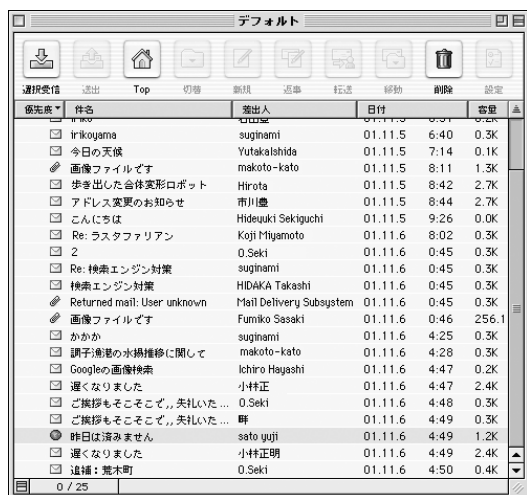 デフォルト
選択受信 送出 Top 切替 新規 返事 転送 移動 削除 設定
優先度 件名 差出人 日付 容量
irikoyama suginami 01.11.5 6:40 0.3K
今日の天候 YutakaIshida 01.11.5 7:14 0.1K
画像ファイルです makoto-kato 01.11.5 8:11 1.3K
歩き出した合体変形ロボット Hirota 01.11.5 8:42 2.7K
アドレス変更のお知らせ 市川豊 01.11.5 8:44 2.7K
こんにちは Hideyuki Sekiguchi 01.11.5 9:26 0.0K
Re: ラスタファリアン Koji Miyamoto 01.11.6 8:02 0.3K
2 O.Seki 01.11.6 0:45 0.3K
Re: 検索エンジン対策 suginami 01.11.6 0:45 0.3K
検索エンジン対策 HIDAKA Takashi 01.11.6 0:45 0.3K
Returned mail: User unknown Mail Delivery Subsystem 01.11.6 0:45 0.3K
画像ファイルです Fumiko Sasaki 01.11.6 0:46 256.1
かかか suginami 01.11.6 4:25 0.3K
調子漁港の水揚推移に関して makoto-kato 01.11.6 4:28 0.3K
Googleの画像検索 Ichiro Hayashi 01.11.6 4:47 0.2K
遅くなりました 小林正 01.11.6 4:47 2.4K
ご挨拶もそこそこで,,失礼いた... O.Seki 01.11.6 4:48 0.3K
ご挨拶もそこそこで,,失礼いた... 畔 01.11.6 4:49 0.3K
昨日は済みません sato yuji 01.11.6 4:49 1.2K
遅くなりました 小林正明 01.11.6 4:49 2.4K
追補：荒木町 O.Seki 01.11.6 4:50 0.4K
0 / 25